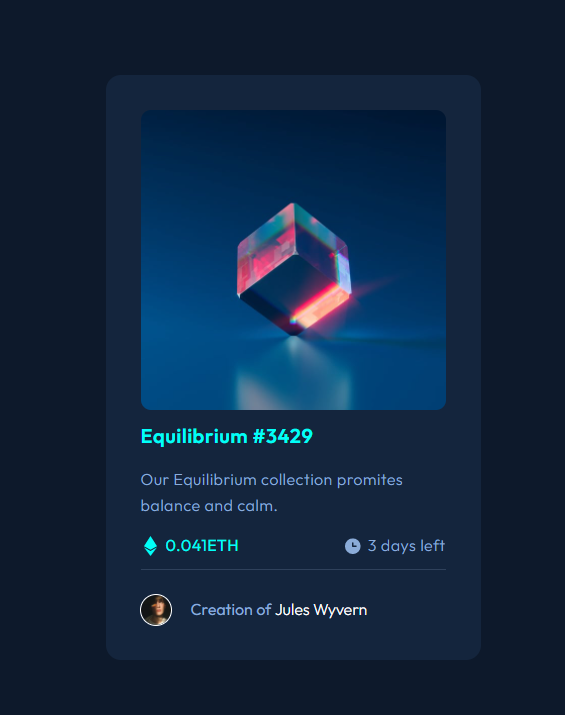 Equilibrium #3429
Our Equilibrium collection promites
balance and calm.
0.041ETH
3 days left
Creation of Jules Wyvern